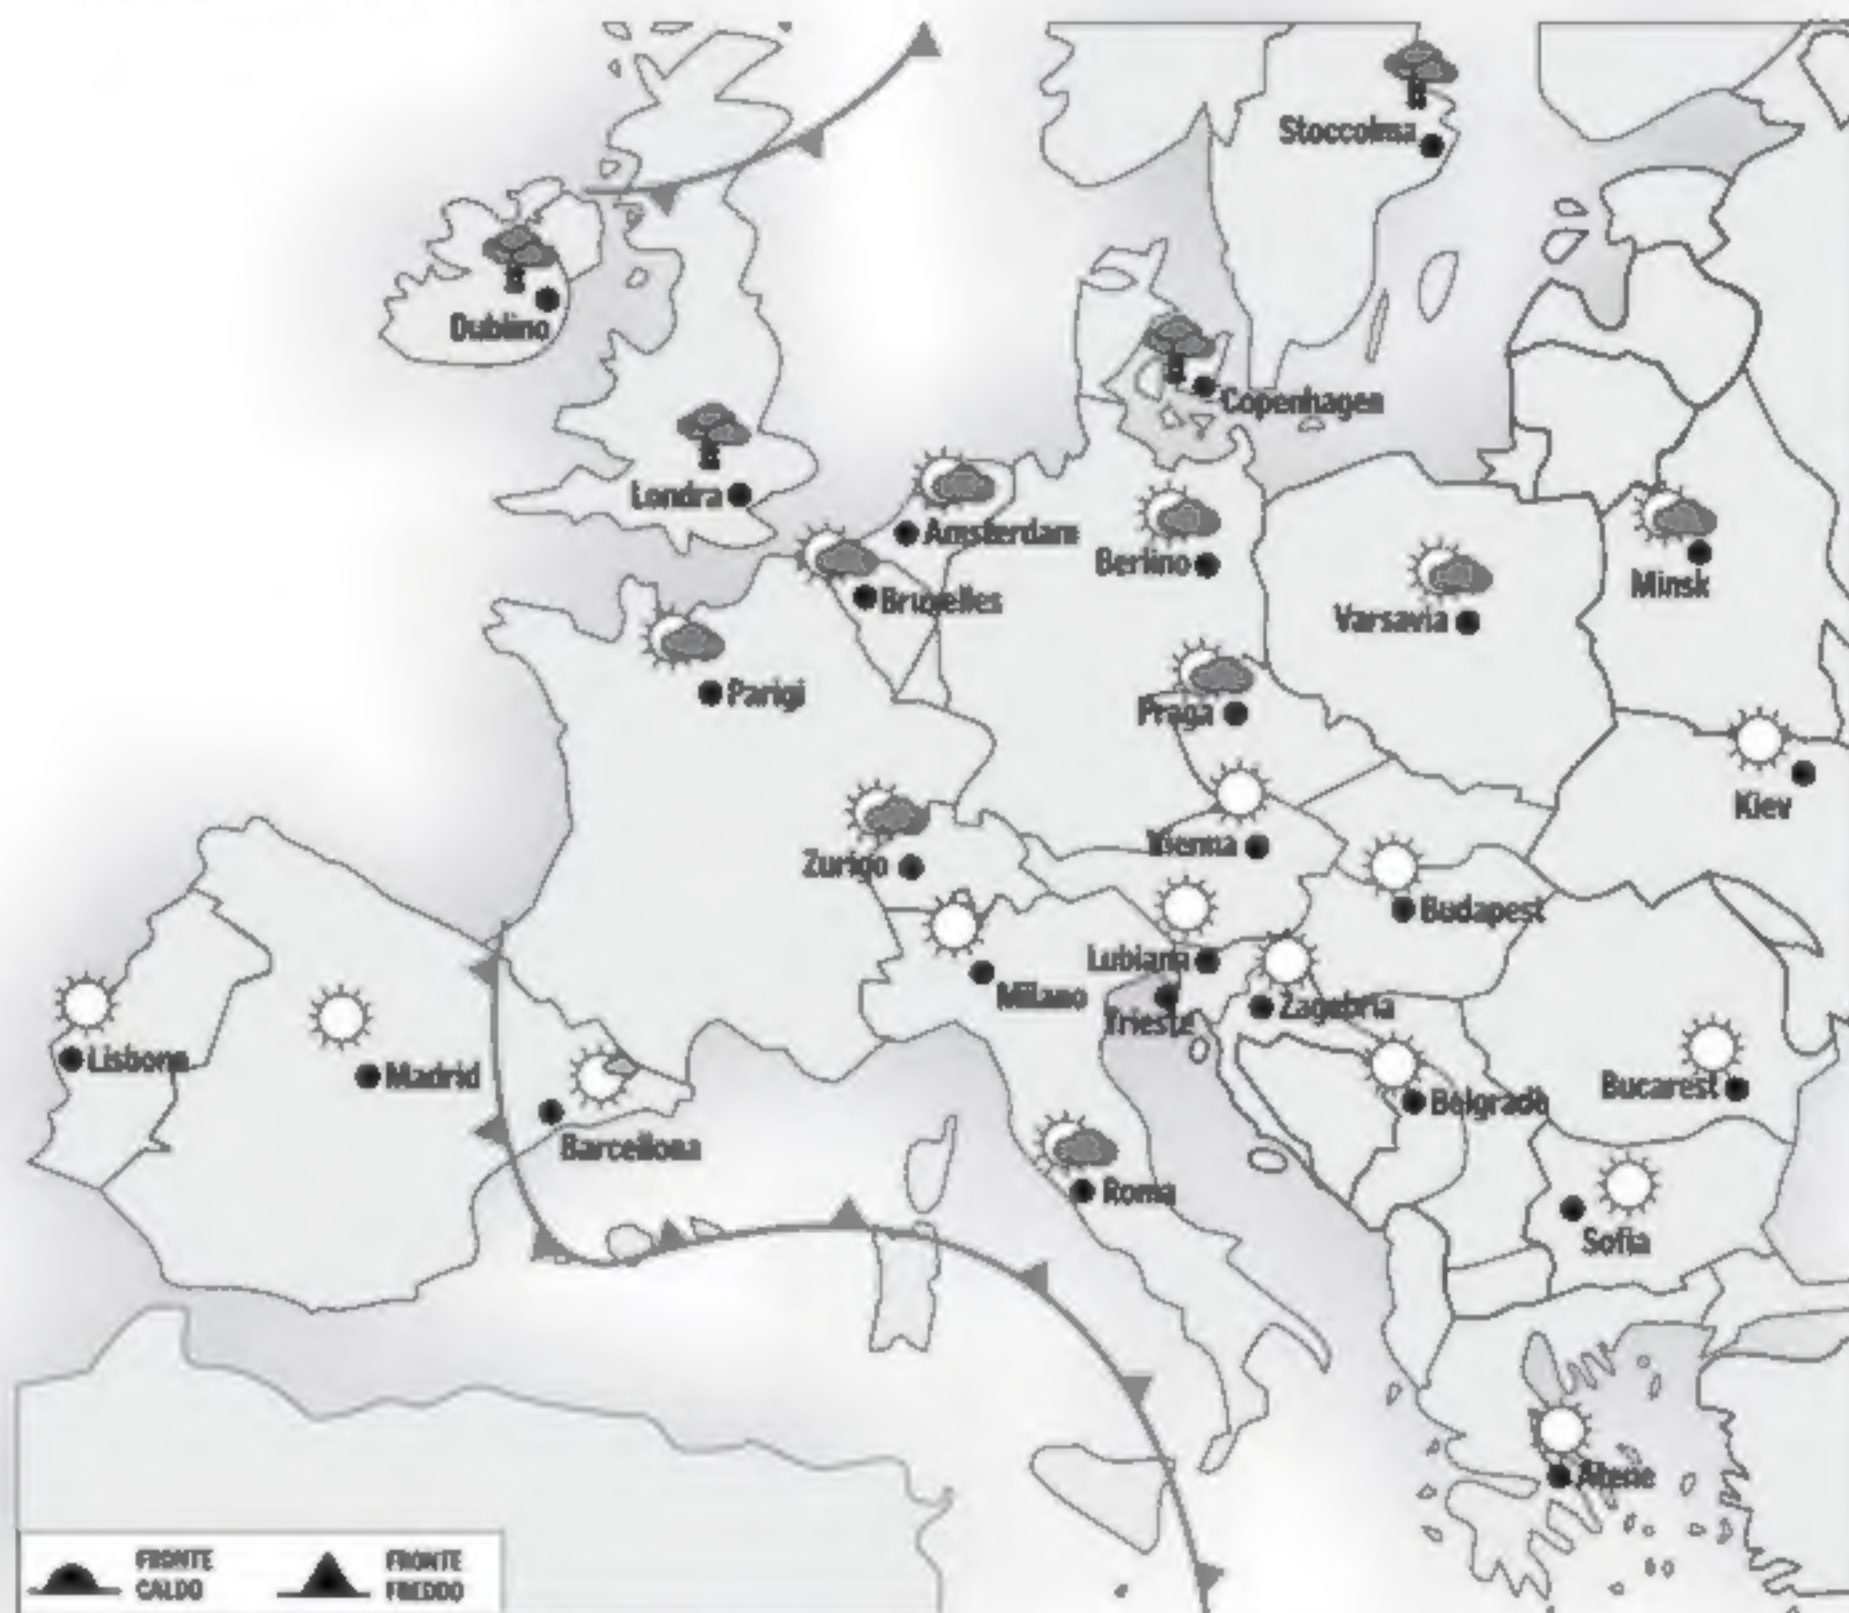 Stoccolma
Dublino
Copenhagen
Londra
Amsterdam
Berlino
Bruxelles
Minsk
Varsavia
Parigi
Praga
Kiev
Vienna
Zurigo
Budapest
Lubiana
Milano
Zagabria
Trieste
Lisbona
Madrid
Belgrado
Bucarest
Barcellona
Roma
Sofia
Atene
FRONTE CALDO
FRONTE FREDDO